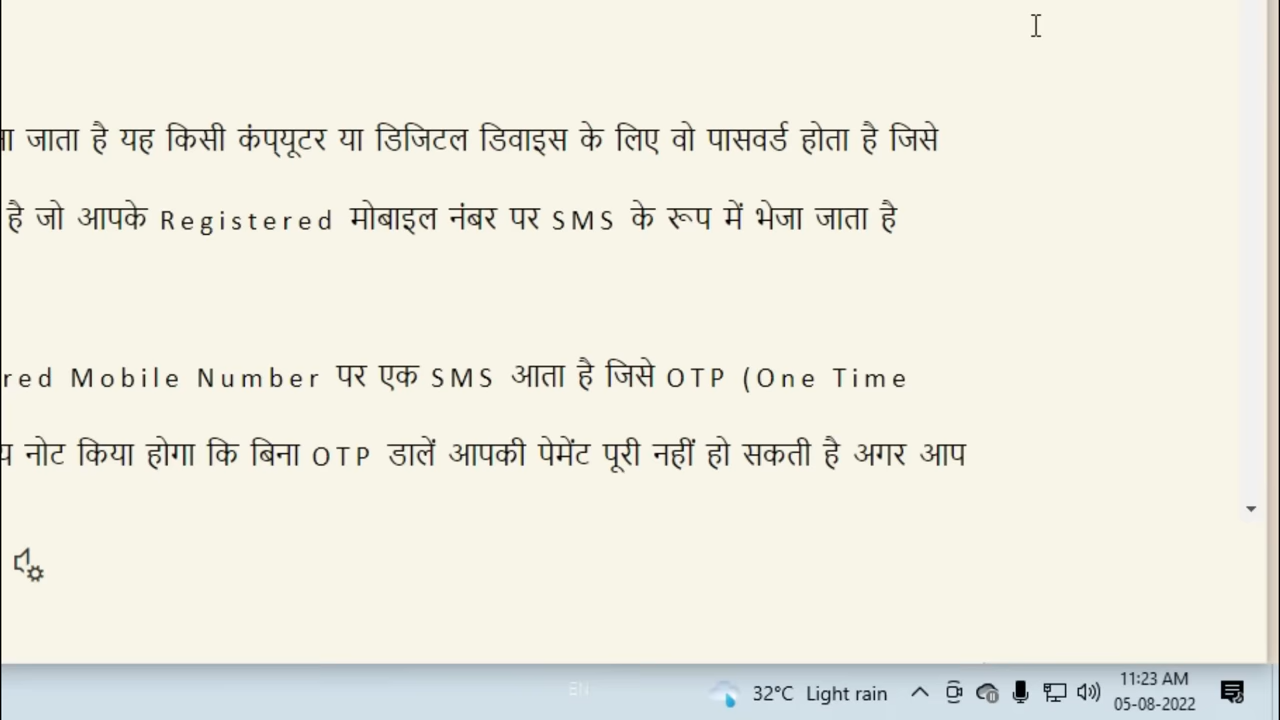 जाता है यह किसी कंप्यूटर या डिजिटल डिवाइस के लिए वो पासवर्ड होता है जिसे
है जो आपके Registered मोबाइल नंबर पर SMS के रूप में भेजा जाता है
red Mobile Number पर एक SMS आता है जिसे OTP (One Time
नोट किया होगा कि बिना OTP डालें आपकी पेमेंट पूरी नहीं हो सकती है अगर आप
EN
32°C Light rain
11:23 AM
05-08-2022